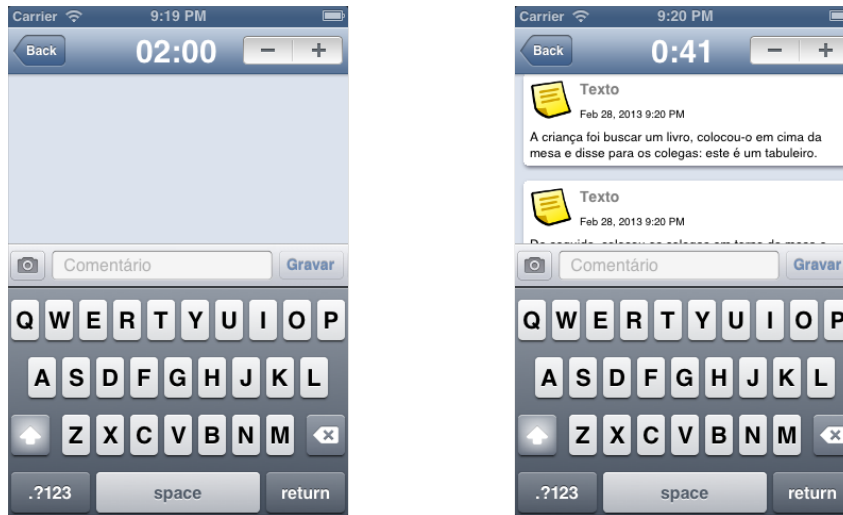 Carrier 9:19 PM
Back 02:00 − +
Comentário Gravar
Q W E R T Y U I O P
A S D F G H J K L
Z X C V B N M
.?123 space return
Carrier 9:20 PM
Back 0:41 − +
Texto
Feb 28, 2013 9:20 PM
A criança foi buscar um livro, colocou-o em cima da
mesa e disse para os colegas: este é um tabuleiro.
Texto
Feb 28, 2013 9:20 PM
Comentário Gravar
Q W E R T Y U I O P
A S D F G H J K L
Z X C V B N M
.?123 space return